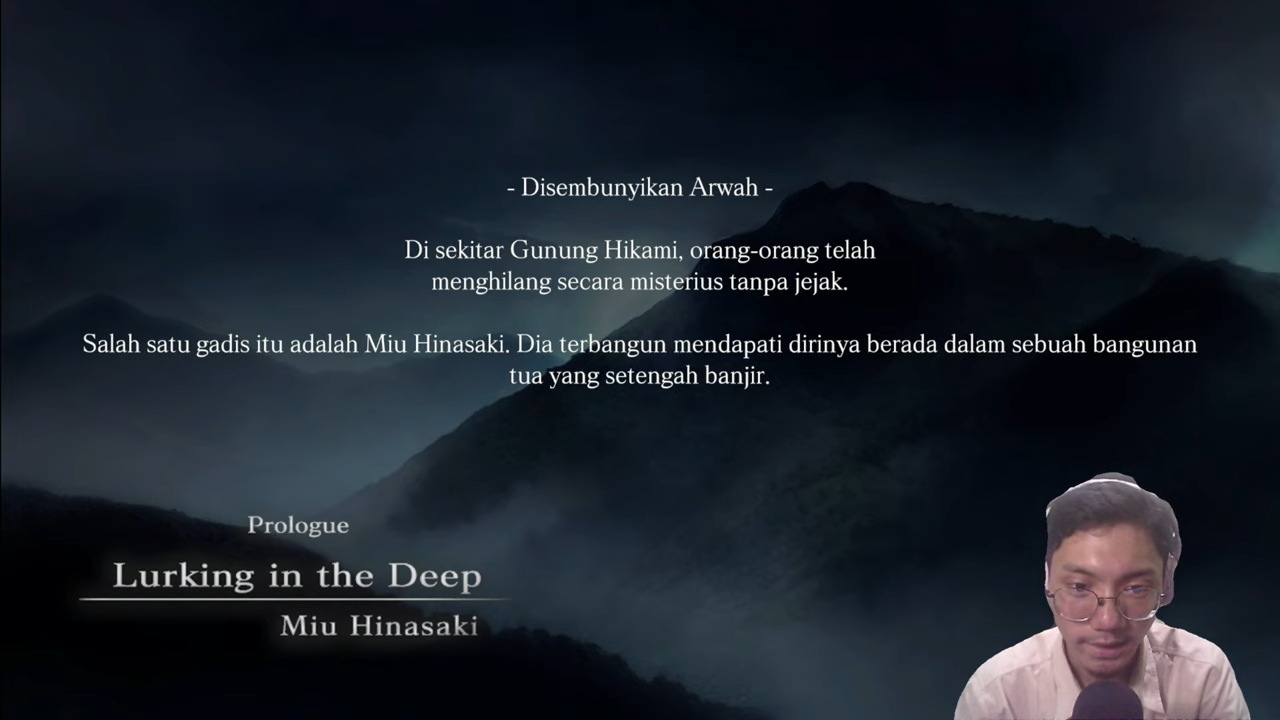 - Disembunyikan Arwah -
Di sekitar Gunung Hikami, orang-orang telah
menghilang secara misterius tanpa jejak.
Salah satu gadis itu adalah Miu Hinasaki. Dia terbangun mendapati dirinya berada dalam sebuah bangunan
tua yang setengah banjir.
Prologue
Lurking in the Deep
Miu Hinasaki